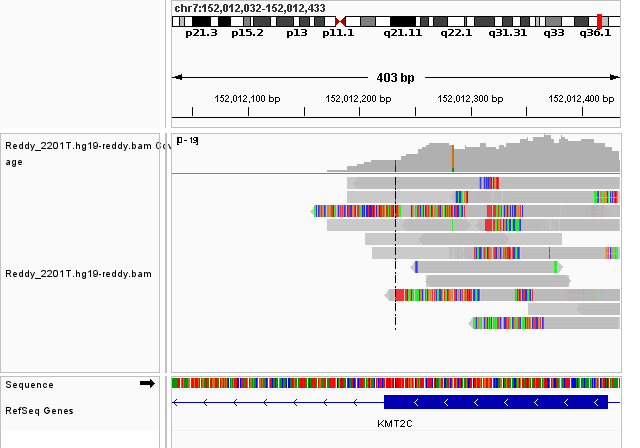 chr7:152,012,032-152,012,433
p21.3 p15.2 p13 p11.1 q21.11 q22.1 q31.31 q33 q36.1
403 bp
152,012,100 bp 152,012,200 bp 152,012,300 bp 152,012,400 bp
Reddy_2201T.hg19-reddy.bam Cov
age
[0 - 19]
Reddy_2201T.hg19-reddy.bam
Sequence
RefSeq Genes
KMT2C